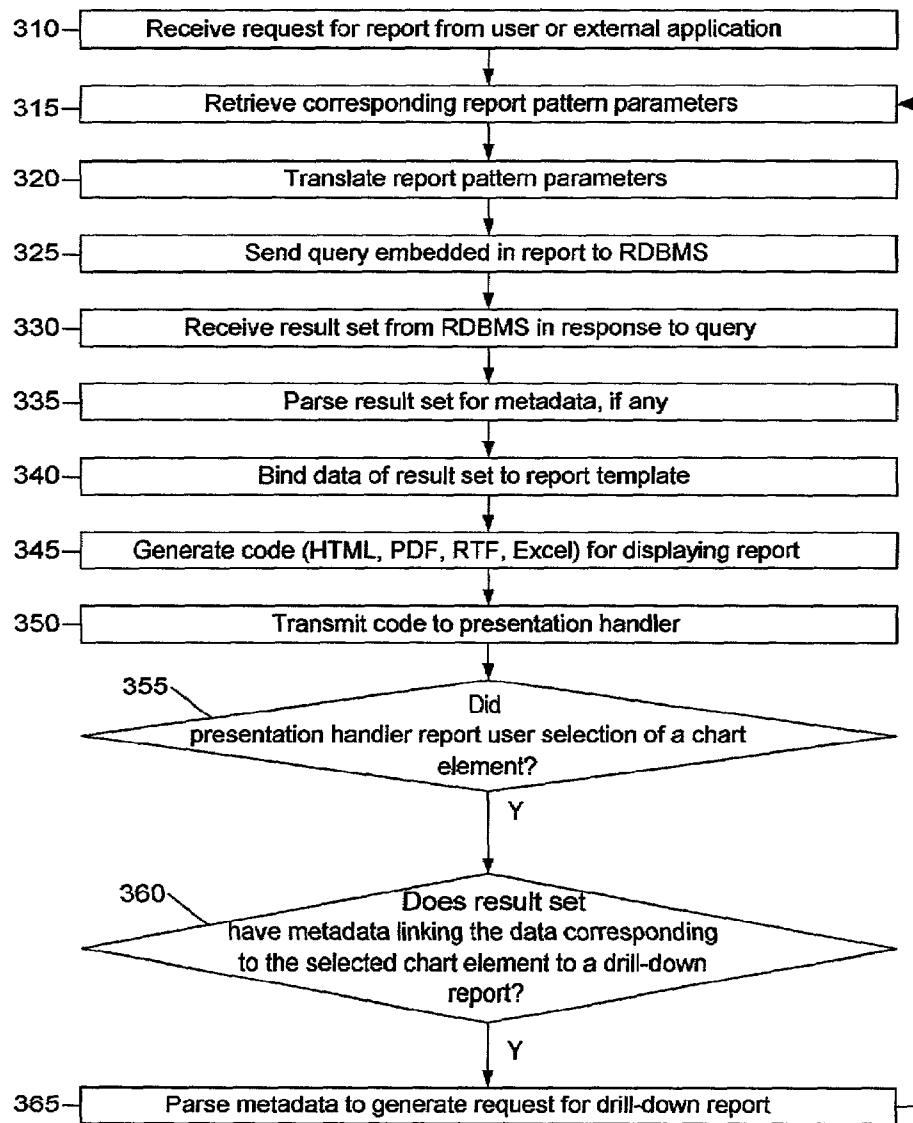 310 Receive request for report from user or external application
315 Retrieve corresponding report pattern parameters
320 Translate report pattern parameters
325 Send query embedded in report to RDBMS
330 Receive result set from RDBMS in response to query
335 Parse result set for metadata, if any
340 Bind data of result set to report template
345 Generate code (HTML, PDF, RTF, Excel) for displaying report
350 Transmit code to presentation handler
355
Did
presentation handler report user selection of a chart
element?
Y
360
Does result set
have metadata linking the data corresponding
to the selected chart element to a drill-down
report?
Y
365 Parse metadata to generate request for drill-down report